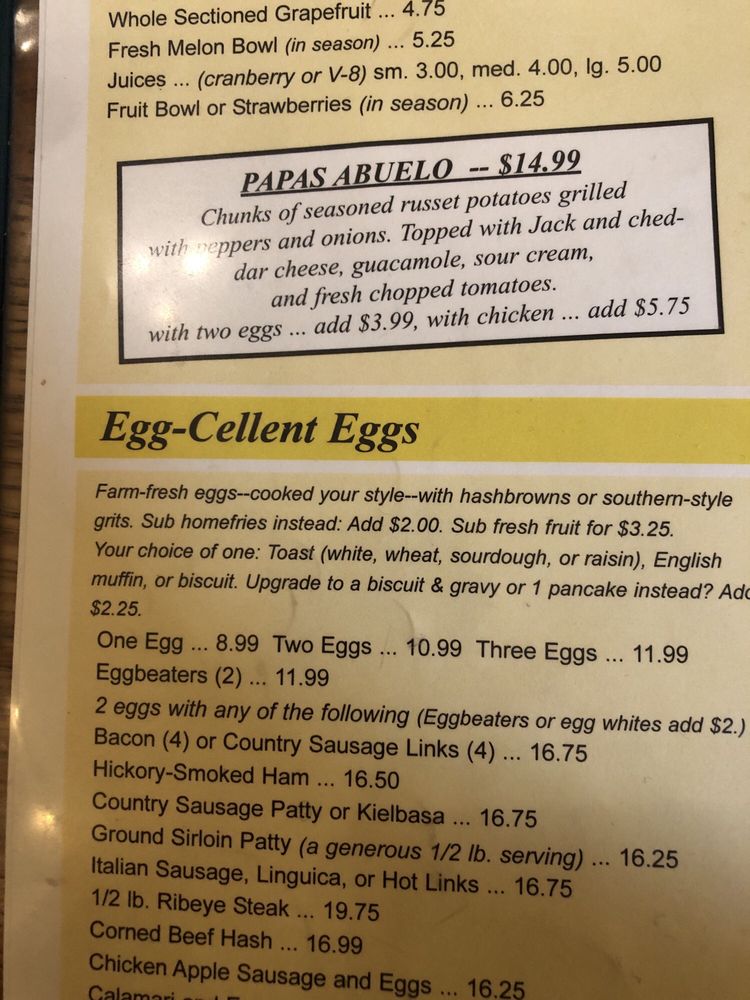 Whole Sectioned Grapefruit ... 4.75
Fresh Melon Bowl (in season) ... 5.25
Juices ... (cranberry or V-8) sm. 3.00, med. 4.00, lg. 5.00
Fruit Bowl or Strawberries (in season) ... 6.25
PAPAS ABUELO -- $14.99
Chunks of seasoned russet potatoes grilled
with peppers and onions. Topped with Jack and ched-
dar cheese, guacamole, sour cream,
and fresh chopped tomatoes.
with two eggs ... add $3.99, with chicken ... add $5.75
Egg-Cellent Eggs
Farm-fresh eggs--cooked your style--with hashbrowns or southern-style
grits. Sub homefries instead: Add $2.00. Sub fresh fruit for $3.25.
Your choice of one: Toast (white, wheat, sourdough, or raisin), English
muffin, or biscuit. Upgrade to a biscuit & gravy or 1 pancake instead? Add
$2.25.
One Egg ... 8.99 Two Eggs ... 10.99 Three Eggs ... 11.99
Eggbeaters (2) ... 11.99
2 eggs with any of the following (Eggbeaters or egg whites add $2.)
Bacon (4) or Country Sausage Links (4) ... 16.75
Hickory-Smoked Ham ... 16.50
Country Sausage Patty or Kielbasa ... 16.75
Ground Sirloin Patty (a generous 1/2 lb. serving) ... 16.25
Italian Sausage, Linguica, or Hot Links ... 16.75
1/2 lb. Ribeye Steak ... 19.75
Corned Beef Hash ... 16.99
Chicken Apple Sausage and Eggs ... 16.25
Calamari and